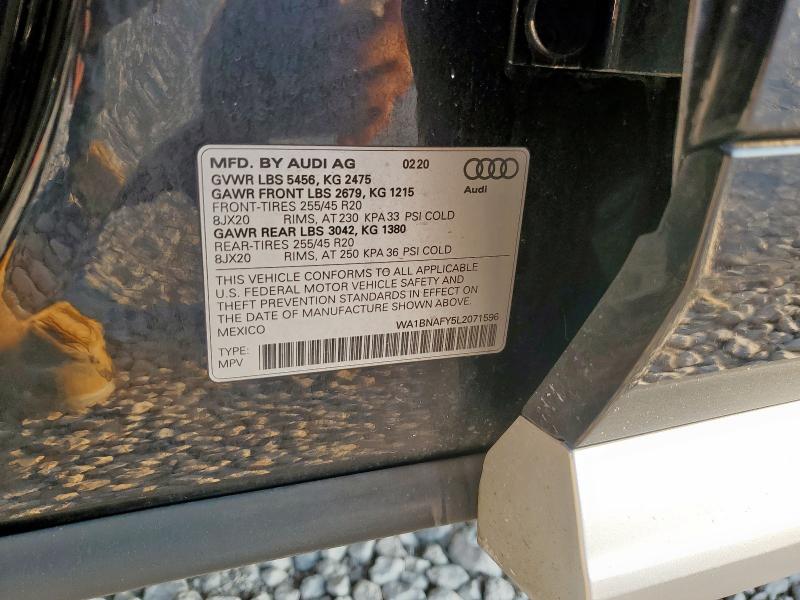 MFD. BY AUDI AG 02 20
Audi
GVWR LBS 5456, KG 2475
GAWR FRONT LBS 2679, KG 1215
FRONT-TIRES 255/45 R20
8JX20 RIMS, AT 230 KPA 33 PSI COLD
GAWR REAR LBS 3042, KG 1380
REAR-TIRES 255/45 R20
8JX20 RIMS, AT 250 KPA 36 PSI COLD
THIS VEHICLE CONFORMS TO ALL APPLICABLE
U.S. FEDERAL MOTOR VEHICLE SAFETY AND
THEFT PREVENTION STANDARDS IN EFFECT ON
THE DATE OF MANUFACTURE SHOWN ABOVE.
MEXICO WA1BNAFY5L2071596
TYPE:
MPV